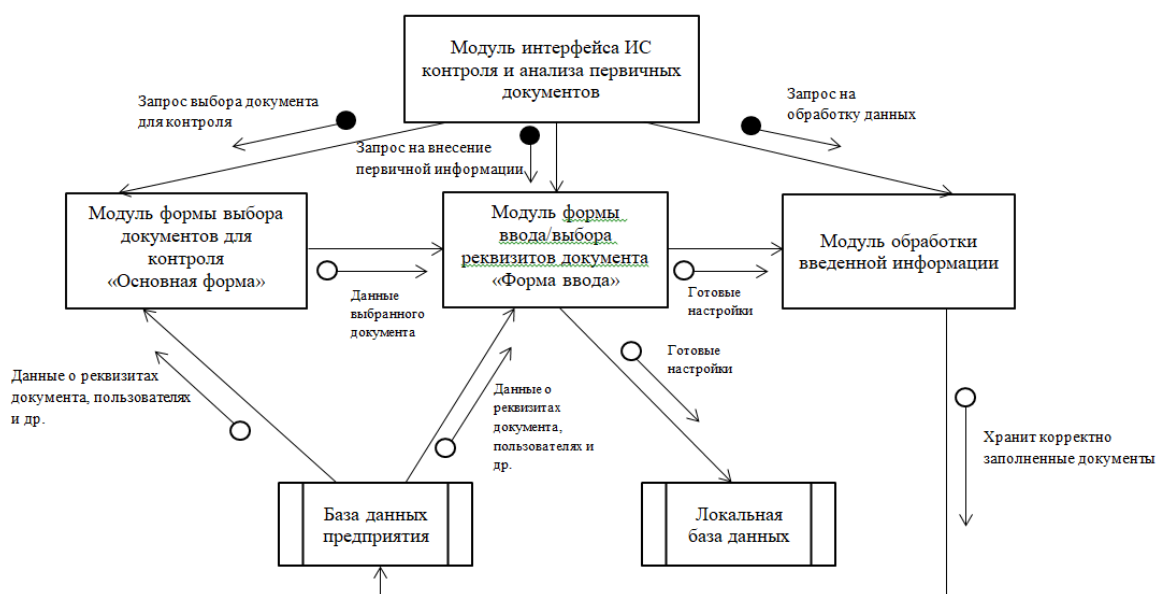 Модуль интерфейса ИС
контроля и анализа первичных
документов
Запрос выбора документа
для контроля
Запрос на внесение
первичной информации
Запрос на
обработку данных
Модуль формы выбора
документов для
контроля
«Основная форма»
Модуль формы
ввода/выбора
реквизитов документа
«Форма ввода»
Модуль обработки
введенной информации
Данные
выбранного
документа
Готовые
настройки
Данные о реквизитах
документа, пользователях
и др.
Данные о
реквизитах
документа,
пользователях и
др.
Готовые
настройки
Хранит корректно
заполненные документы
База данных
предприятия
Локальная
база данных